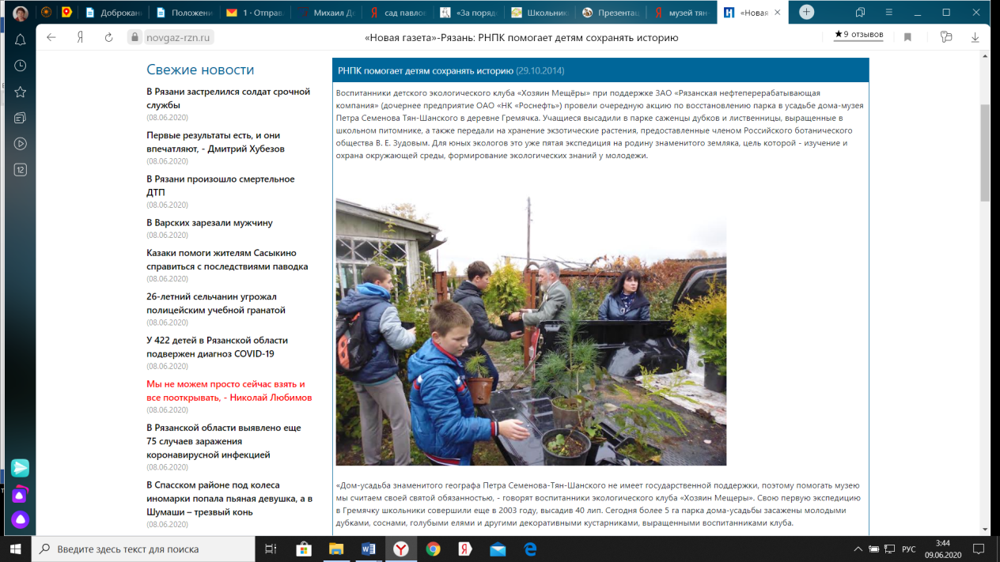 Доброкан
Положени
1 · Отправ
Михаил Де
сад павлов
«За поряд
Школьник
Презентац
музей тян-
«Новая
novgaz-rzn.ru
«Новая газета»-Рязань: РНПК помогает детям сохранять историю
★9 отзывов
12
Свежие новости
В Рязани застрелился солдат срочной
службы
(08.06.2020)
Первые результаты есть, и они
впечатляют, - Дмитрий Хубезов
(08.06.2020)
В Рязани произошло смертельное
ДТП
(08.06.2020)
В Варских зарезали мужчину
(08.06.2020)
Казаки помоги жителям Сасыкино
справиться с последствиями паводка
(08.06.2020)
26-летний сельчанин угрожал
полицейским учебной гранатой
(08.06.2020)
У 422 детей в Рязанской области
подвержен диагноз COVID-19
(08.06.2020)
Мы не можем просто сейчас взять и
все пооткрывать, - Николай Любимов
(08.06.2020)
В Рязанской области выявлено еще
75 случаев заражения
коронавирусной инфекцией
(08.06.2020)
В Спасском районе под колеса
иномарки попала пьяная девушка, а в
Шумаши – трезвый конь
(08.06.2020)
РНПК помогает детям сохранять историю (29.10.2014)
Воспитанники детского экологического клуба «Хозяин Мещёры» при поддержке ЗАО «Рязанская нефтеперерабатывающая
компания» (дочернее предприятие ОАО «НК «Роснефть») провели очередную акцию по восстановлению парка в усадьбе дома-музея
Петра Семенова Тян-Шанского в деревне Гремячка. Учащиеся высадили в парке саженцы дубков и лиственницы, выращенные в
школьном питомнике, а также передали на хранение экзотические растения, предоставленные членом Российского ботанического
общества В. Е. Зудовым. Для юных экологов это уже пятая экспедиция на родину знаменитого земляка, цель которой - изучение и
охрана окружающей среды, формирование экологических знаний у молодежи.
«Дом-усадьба знаменитого географа Петра Семенова-Тян-Шанского не имеет государственной поддержки, поэтому помогать музею
мы считаем своей святой обязанностью, - говорят воспитанники экологического клуба «Хозяин Мещеры». Свою первую экспедицию
в Гремячку школьники совершили еще в 2003 году, высадив 40 лип. Сегодня более 5 га парка дома-усадьбы засажены молодыми
дубками, соснами, голубыми елями и другими декоративными кустарниками, выращенными воспитанниками клуба.
Введите здесь текст для поиска
РУС
3:44
09.06.2020